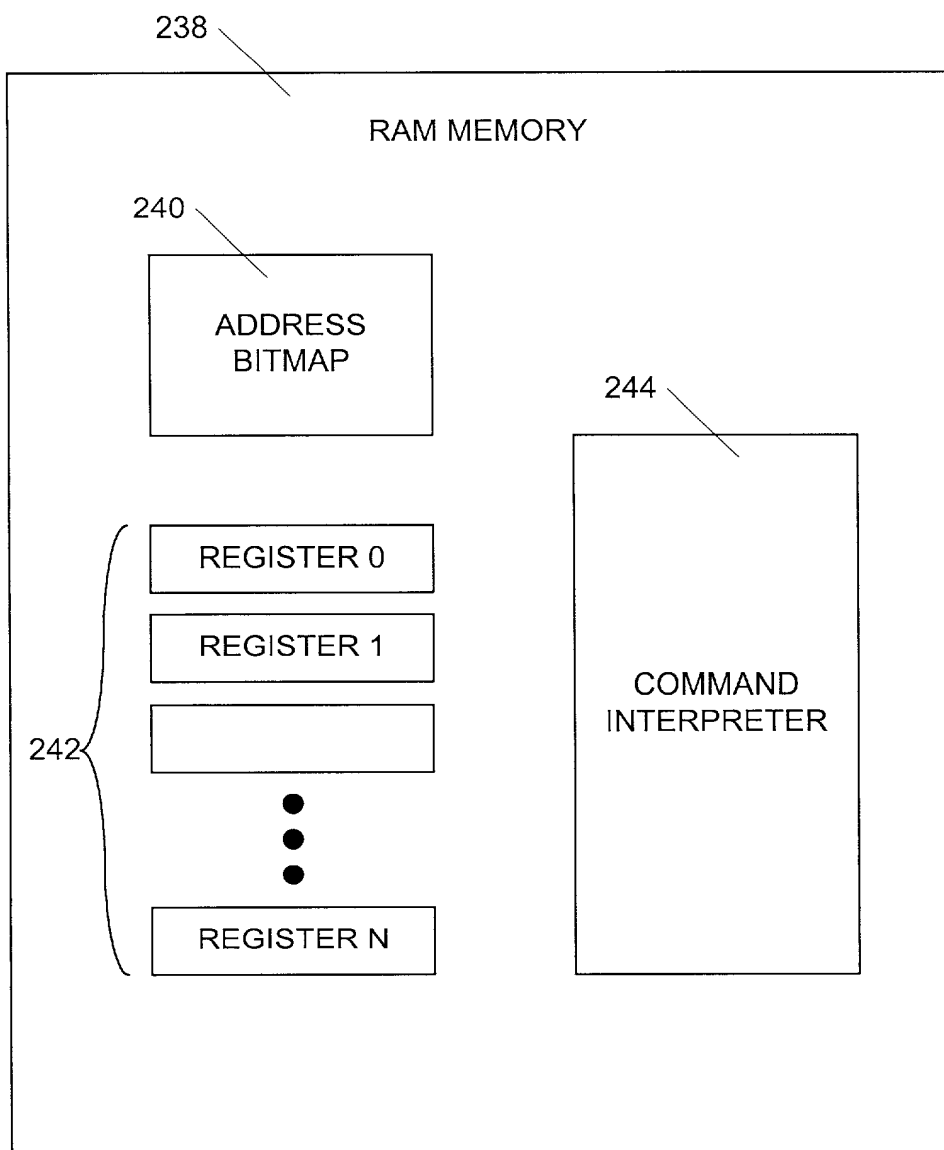 238
RAM MEMORY
240
ADDRESS
BITMAP
244
REGISTER 0
REGISTER 1
242
COMMAND
INTERPRETER
REGISTER N